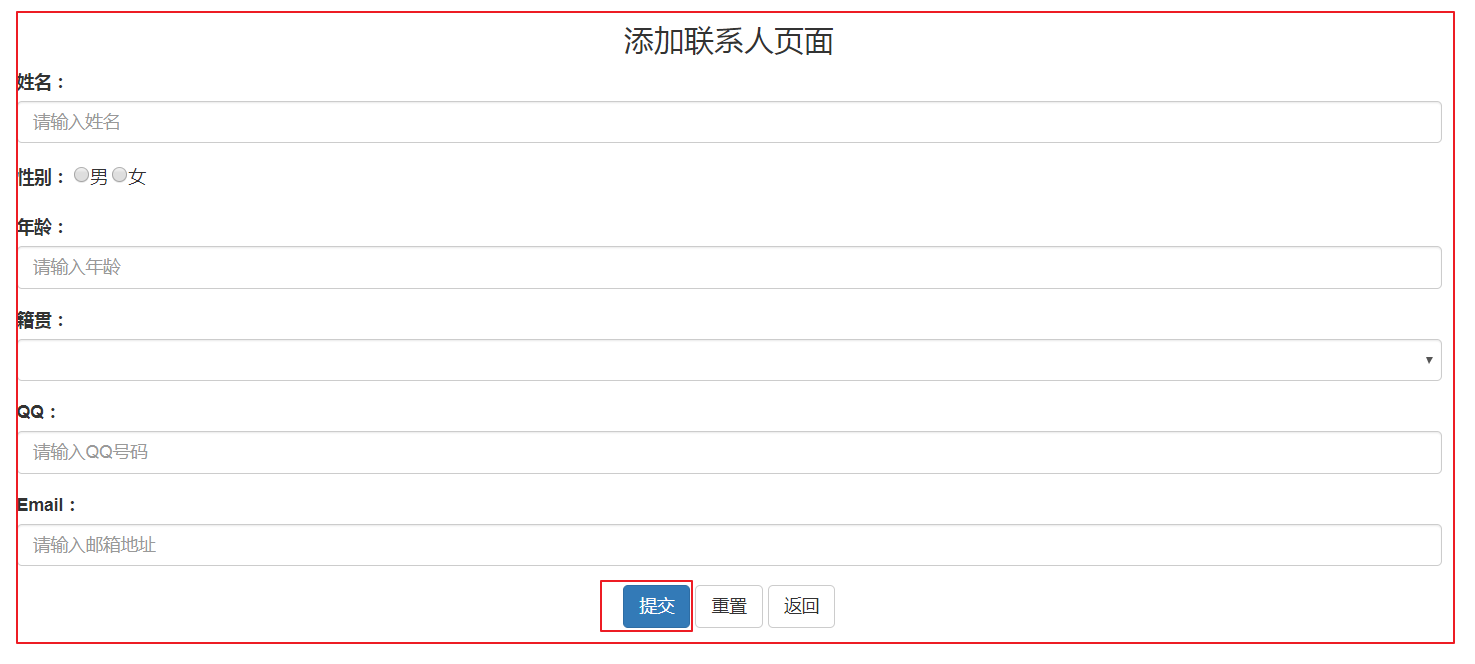 添加联系人页面
姓名：
请输入姓名
性别：男女
年龄：
请输入年龄
籍贯：
QQ：
请输入QQ号码
Email：
请输入邮箱地址
提交 重置 返回